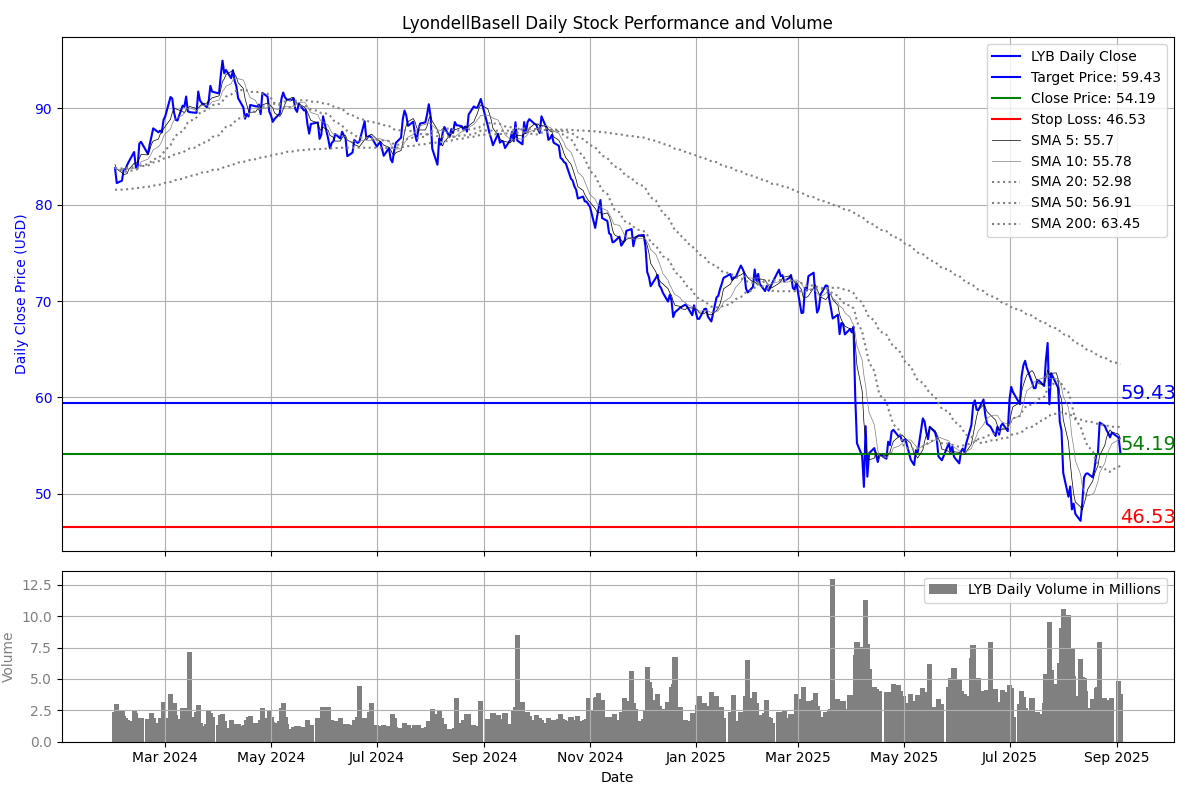 LyondellBasell Daily Stock Performance and Volume
Daily Close Price (USD)
90
80
70
60
50
LYB Daily Close
Target Price: 59.43
Close Price: 54.19
Stop Loss: 46.53
SMA 5: 55.7
SMA 10: 55.78
SMA 20: 52.98
SMA 50: 56.91
SMA 200: 63.45
59.43
54.19
46.53
Volume
12.5
10.0
7.5
5.0
2.5
0.0
LYB Daily Volume in Millions
Mar 2024
May 2024
Jul 2024
Sep 2024
Nov 2024
Jan 2025
Mar 2025
May 2025
Jul 2025
Sep 2025
Date